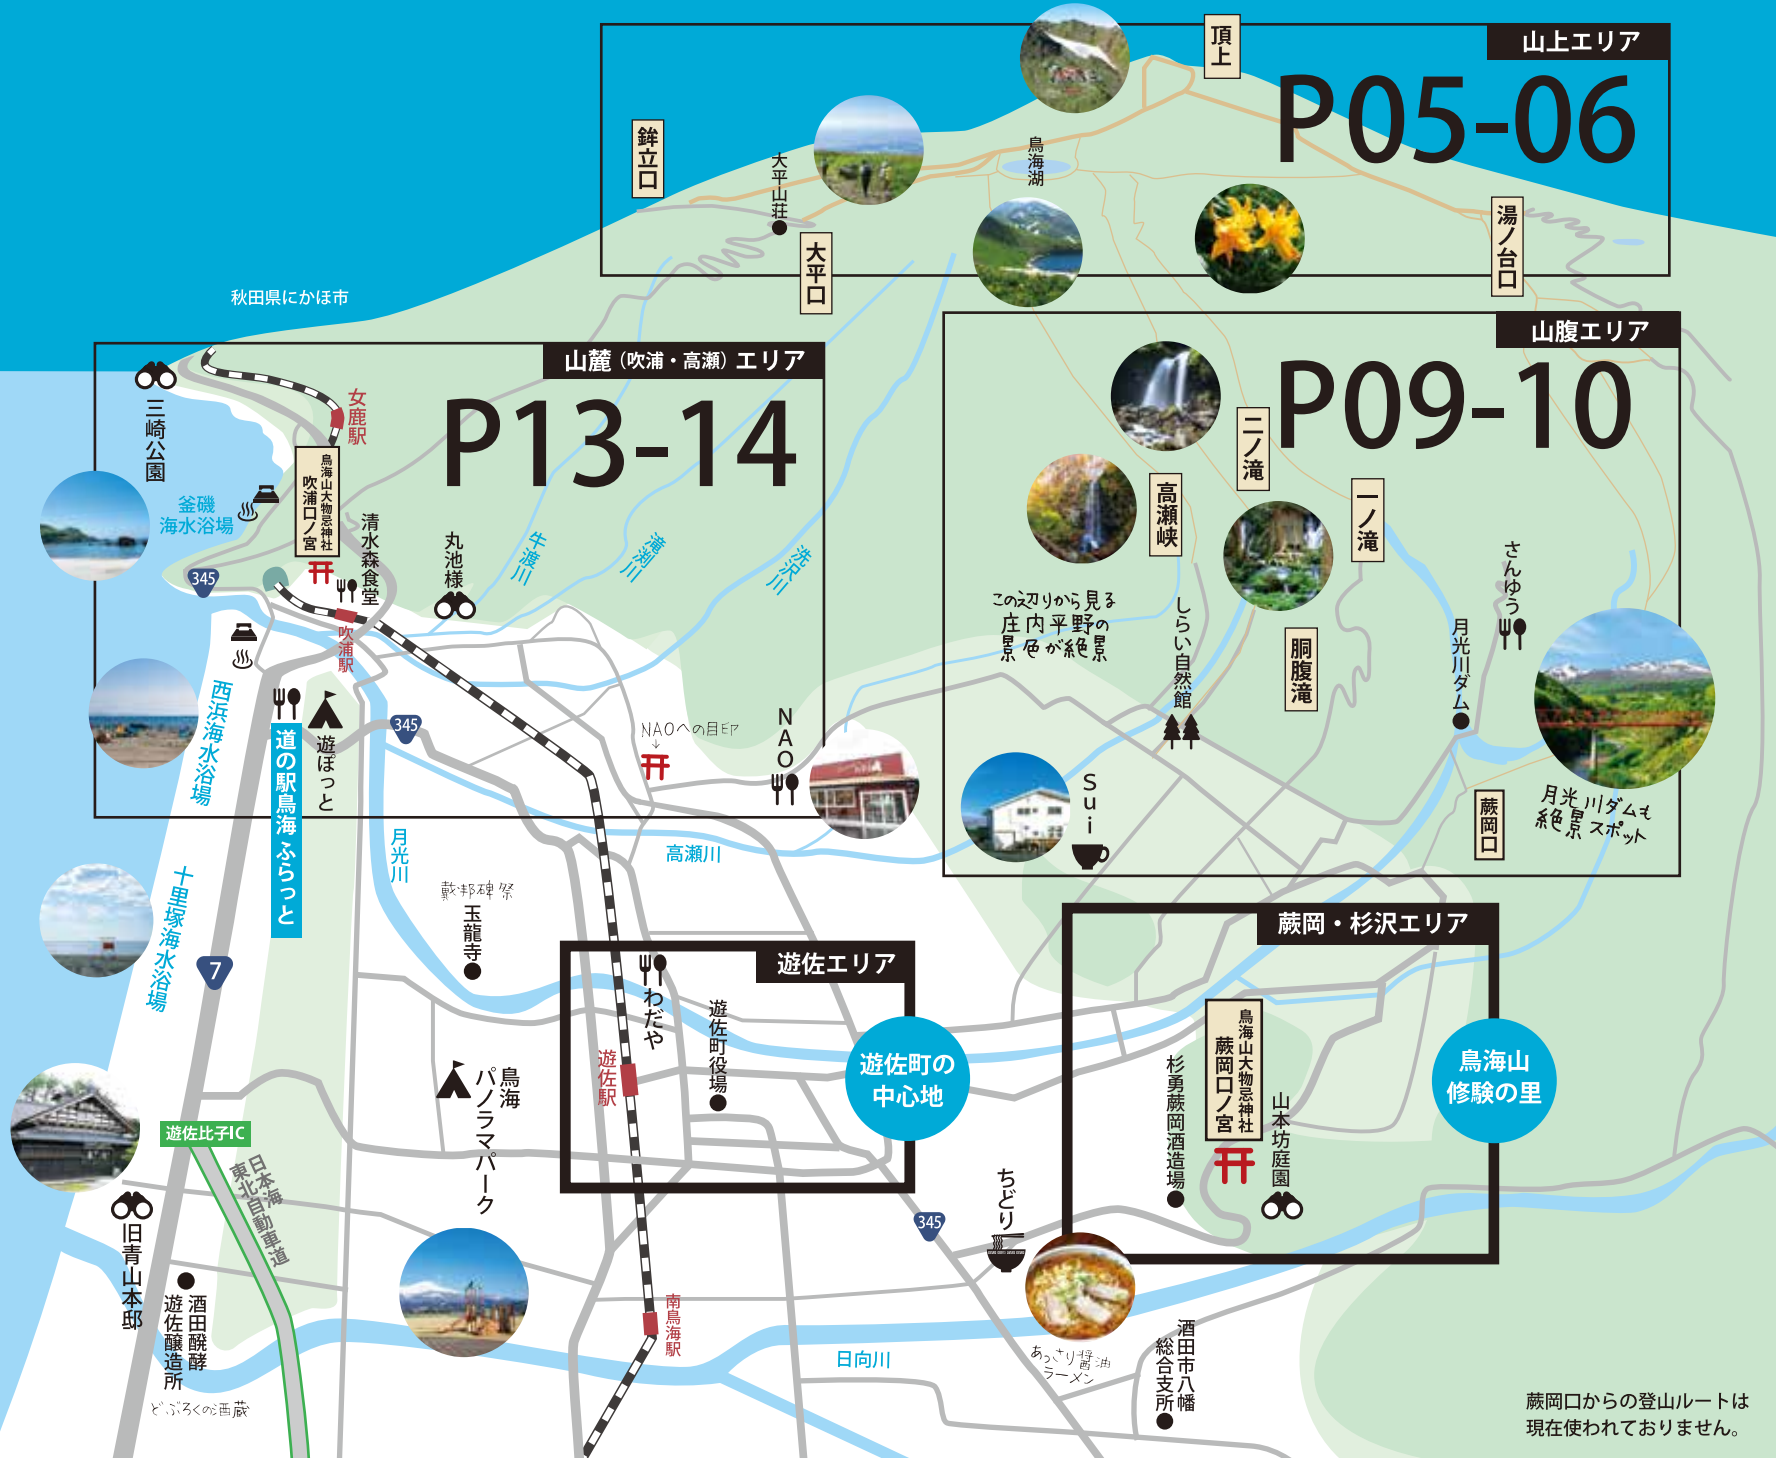 山上エリア
P05-06
頂上
鉾立口
大平山荘
鳥海湖
大平口
湯ノ台口
秋田県にかほ市
山麓（吹浦・高瀬）エリア
P13-14
三崎公園
女鹿駅
釜磯
海水浴場
鳥海山大物忌神社
吹浦口ノ宮
清水森食堂
丸池様
牛渡川
滝渕川
洗沢川
345
吹浦駅
西浜海水浴場
道の駅鳥海 ふらっと
遊ぽっと
345
NAOへの目印
↓
NAO
山腹エリア
P09-10
二ノ滝
高瀬峡
一ノ滝
さんゆう
この辺りから見る
庄内平野の
景色が絶景
しらい自然館
胴腹滝
月光川ダム
月光川ダムも
絶景スポット
蕨岡口
Sui
月光川
高瀬川
十里塚海水浴場
7
戴邦碑祭
玉龍寺
遊佐エリア
わだや
遊佐町役場
遊佐駅
遊佐町の
中心地
蕨岡・杉沢エリア
鳥海山大物忌神社
蕨岡口ノ宮
杉勇蕨岡酒造場
山本坊庭園
鳥海山
修験の里
鳥海
パノラマパーク
遊佐比子IC
日本海
東北自動車道
旧青山本邸
酒田醗酵
遊佐醸造所
どぶろくの酒蔵
345
ちどり
あっさり醤油
ラーメン
南鳥海駅
日向川
酒田市八幡
総合支所
蕨岡口からの登山ルートは
現在使われておりません。